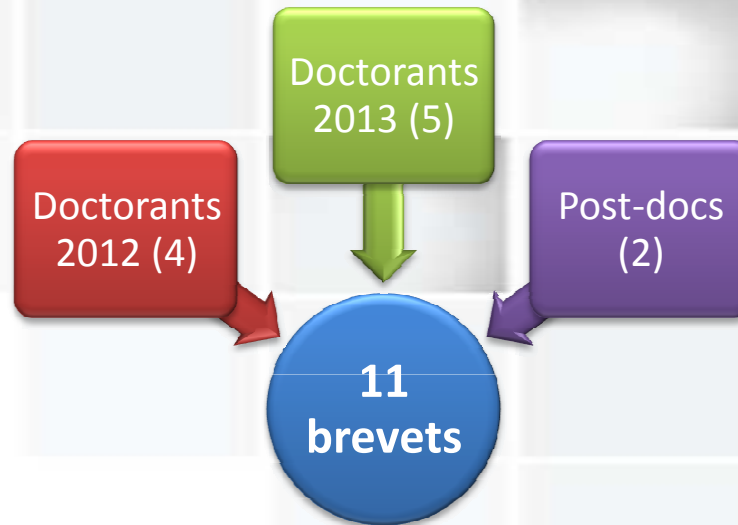 Doctorants
2013 (5)
Doctorants
2012 (4)
Post-docs
(2)
11
brevets